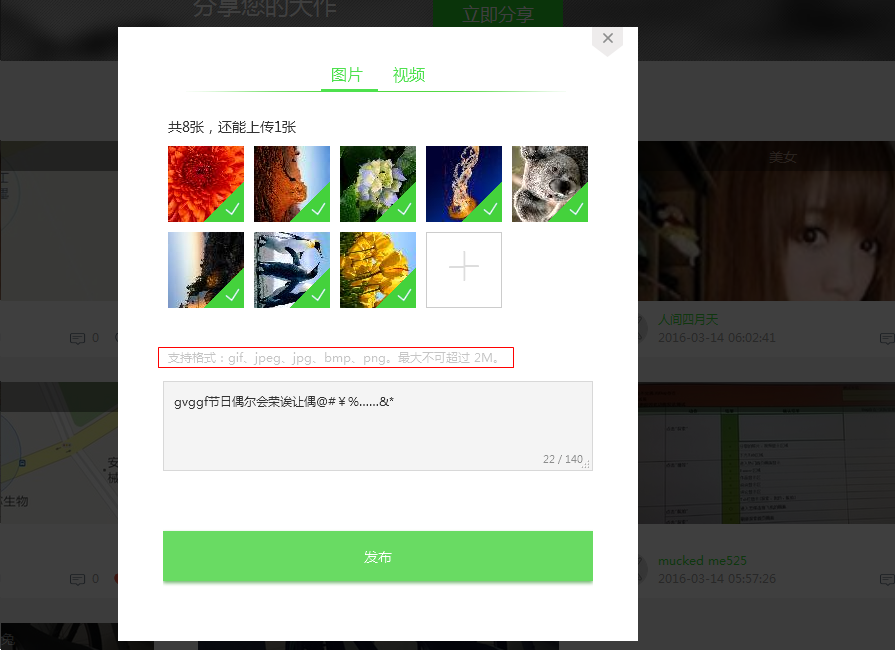 分享您的大作
立即分享
图片
视频
共8张，还能上传1张
美女
人间四月天
0
2016-03-14 06:02:41
支持格式：gif、jpeg、jpg、bmp、png。最大不可超过 2M。
gvggf节日偶尔会荣诶让偶@#￥%……&*
22 / 140
生物
发布
mucked me525
0
2016-03-14 05:57:26